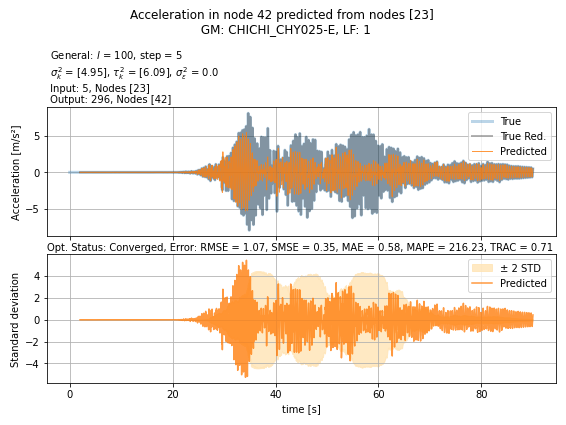 Acceleration in node 42 predicted from nodes [23]
GM: CHICHI_CHY025-E, LF: 1
General: l = 100, step = 5
σ²ₖ = [4.95], τ²ₖ = [6.09], σ²ε = 0.0
Input: 5, Nodes [23]
Output: 296, Nodes [42]
Acceleration [m/s²]
5
0
−5
True
True Red.
Predicted
Opt. Status: Converged, Error: RMSE = 1.07, SMSE = 0.35, MAE = 0.58, MAPE = 216.23, TRAC = 0.71
Standard deviation
4
2
0
−2
−4
± 2 STD
Predicted
0 20 40 60 80
time [s]